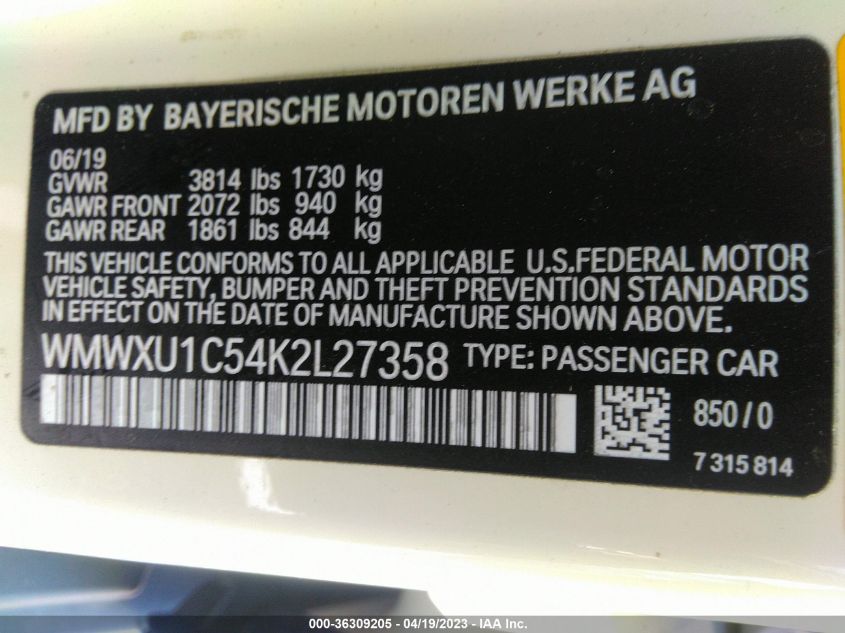 MFD BY BAYERISCHE MOTOREN WERKE AG
06/19
GVWR 3814 lbs 1730 kg
GAWR FRONT 2072 lbs 940 kg
GAWR REAR 1861 lbs 844 kg
THIS VEHICLE CONFORMS TO ALL APPLICABLE U.S.FEDERAL MOTOR
VEHICLE SAFETY, BUMPER AND THEFT PREVENTION STANDARDS
IN EFFECT ON THE DATE OF MANUFACTURE SHOWN ABOVE.
WMWXU1C54K2L27358 TYPE: PASSENGER CAR
850/0
7 315 814
000-36309205 - 04/19/2023 - IAA Inc.